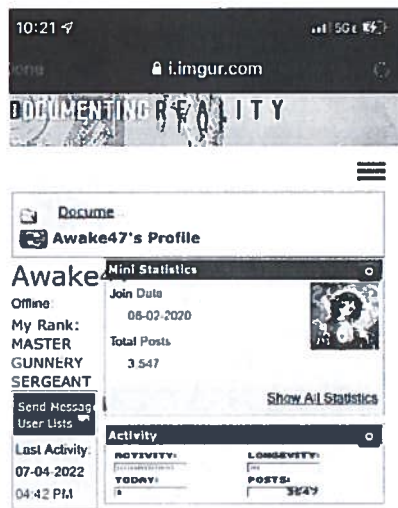 10:21
5G
i.imgur.com
DOCUMENTING REALITY
Docume
Awake47's Profile
Awake47
Offline
My Rank:
MASTER
GUNNERY
SERGEANT
Send Message
User Lists
Last Activity:
07-04-2022
04:42 PM
Mini Statistics
Join Date
06-02-2020
Total Posts
3,547
Show All Statistics
Activity
ACTIVITY:
LONGEVITY:
TODAY:
POSTS:
3547